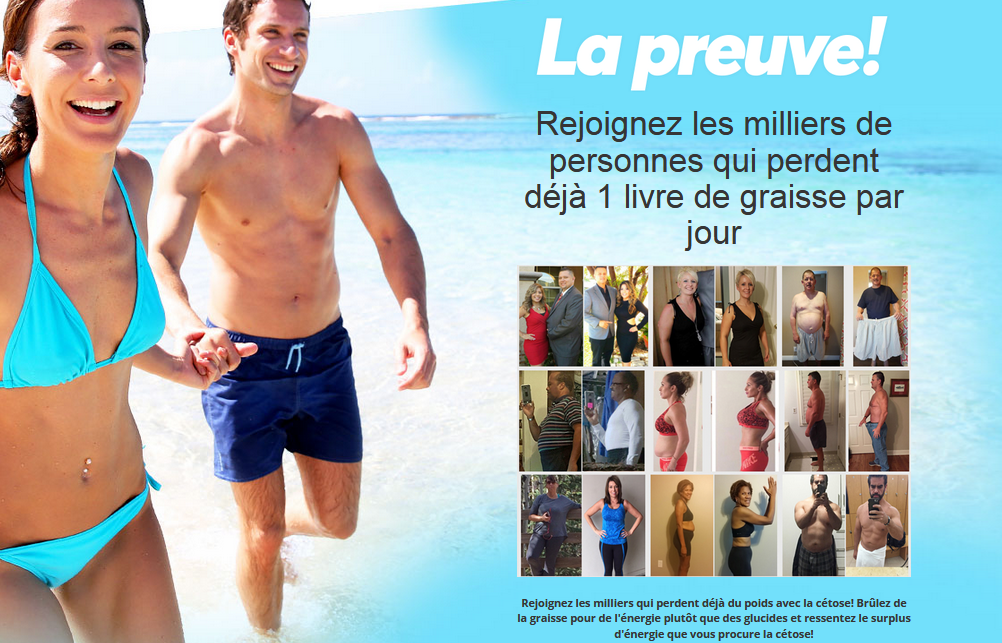 La preuve!
Rejoignez les milliers de
personnes qui perdent
déjà 1 livre de graisse par
jour
Rejoignez les milliers qui perdent déjà du poids avec la cétose! Brûlez de
la graisse pour de l'énergie plutôt que des glucides et ressentez le surplus
d'énergie que vous procure la cétose!